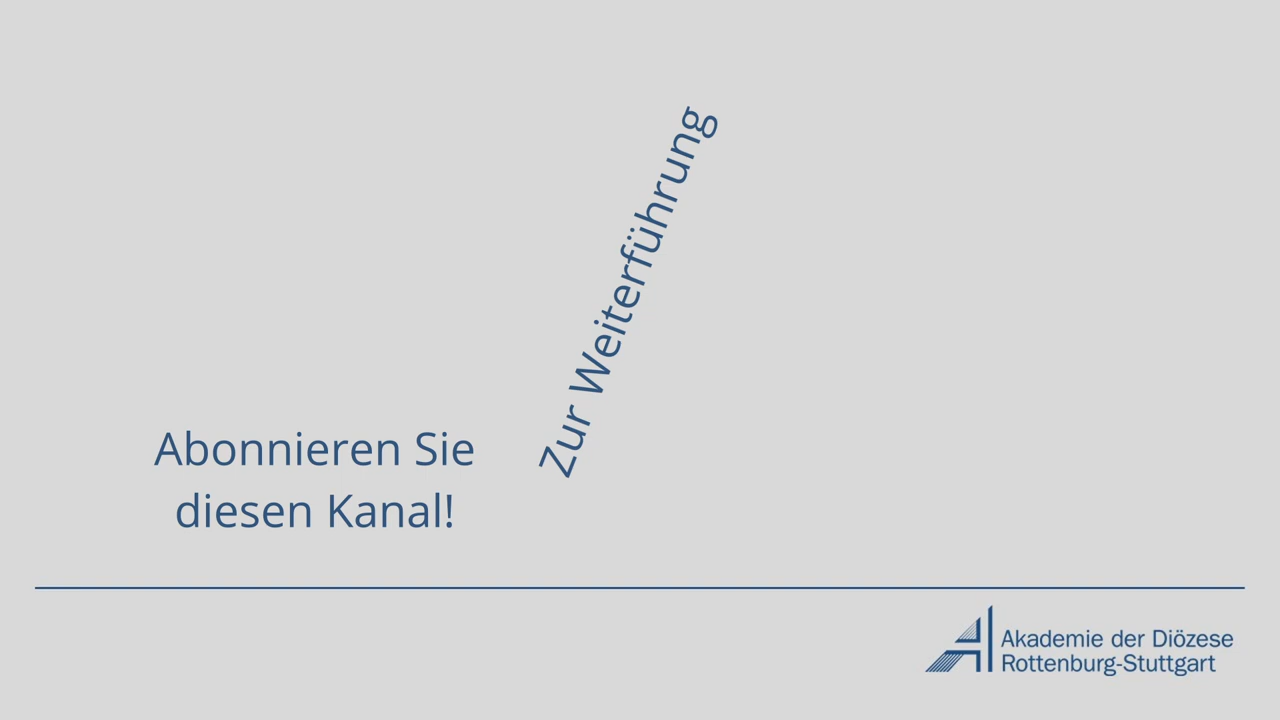 Zur Weiterführung
Abonnieren Sie
diesen Kanal!
Akademie der Diözese
Rottenburg-Stuttgart